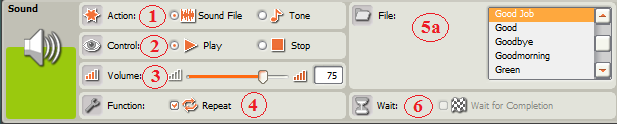 Sound
Action: 1 Sound File Tone
Control: 2 Play Stop
Volume: 3 75
Function: Repeat 4
File: 5a
Good Job
Good
Goodbye
Goodmorning
Green
Wait: 6 Wait for Completion